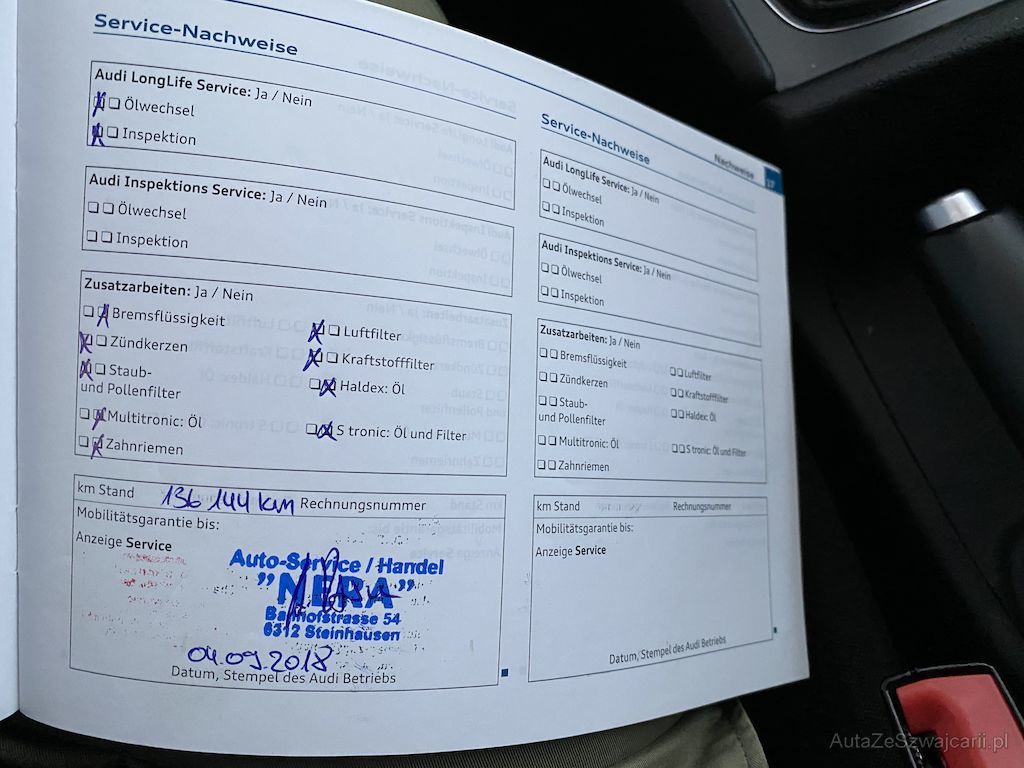 Service-Nachweise
Audi LongLife Service: Ja / Nein
Ölwechsel
Inspektion
Audi Inspektions Service: Ja / Nein
Ölwechsel
Inspektion
Zusatzarbeiten: Ja / Nein
Bremsflüssigkeit
Zündkerzen
Staub-
und Pollenfilter
Multitronic: Öl
Zahnriemen
Luftfilter
Kraftstofffilter
Haldex: Öl
S tronic: Öl und Filter
km Stand 136 144 km Rechnungsnummer
Mobilitätsgarantie bis:
Anzeige Service
Auto-Service / Handel
"MERA"
Bahnhofstrasse 54
6312 Steinhausen
04.09.2018
Datum, Stempel des Audi Betriebs
Nachweise 17
Service-Nachweise
Audi LongLife Service: Ja / Nein
Ölwechsel
Inspektion
Audi Inspektions Service: Ja / Nein
Ölwechsel
Inspektion
Zusatzarbeiten: Ja / Nein
Bremsflüssigkeit
Zündkerzen
Staub-
und Pollenfilter
Multitronic: Öl
Zahnriemen
Luftfilter
Kraftstofffilter
Haldex: Öl
S tronic: Öl und Filter
km Stand Rechnungsnummer
Mobilitätsgarantie bis:
Anzeige Service
Datum, Stempel des Audi Betriebs
AutaZeSzwajcarii.pl